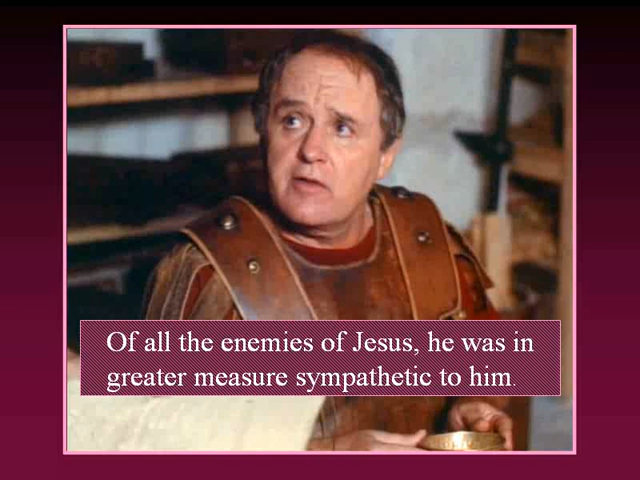 Of all the enemies of Jesus, he was in
greater measure sympathetic to him.